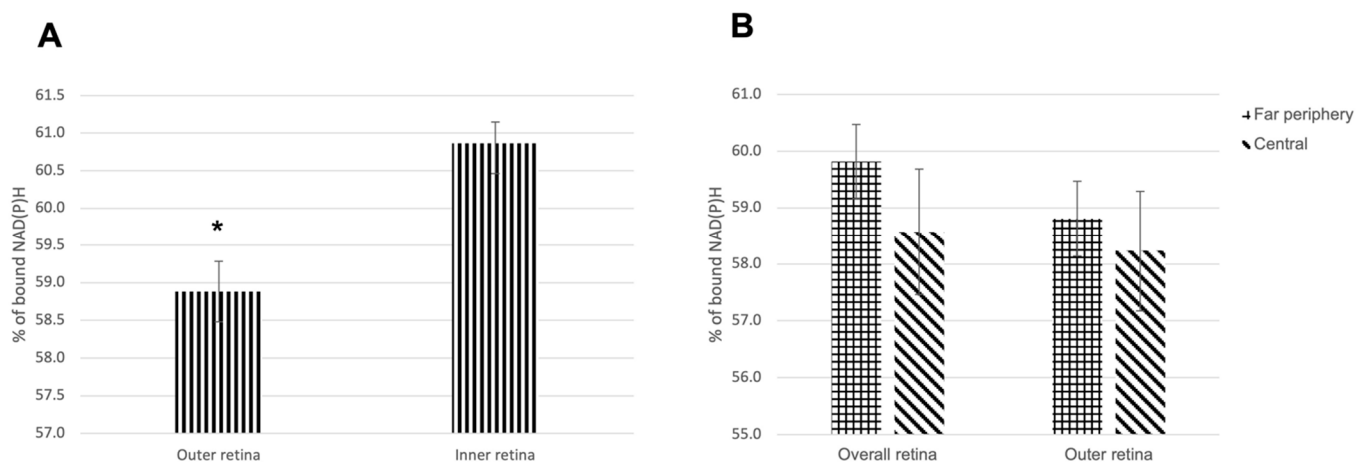 A
% of bound NAD(P)H
61.5
61.0
60.5
60.0
59.5
59.0
58.5
58.0
57.5
57.0
*
Outer retina
Inner retina
B
% of bound NAD(P)H
61.0
60.0
59.0
58.0
57.0
56.0
55.0
Overall retina
Outer retina
Far periphery
Central